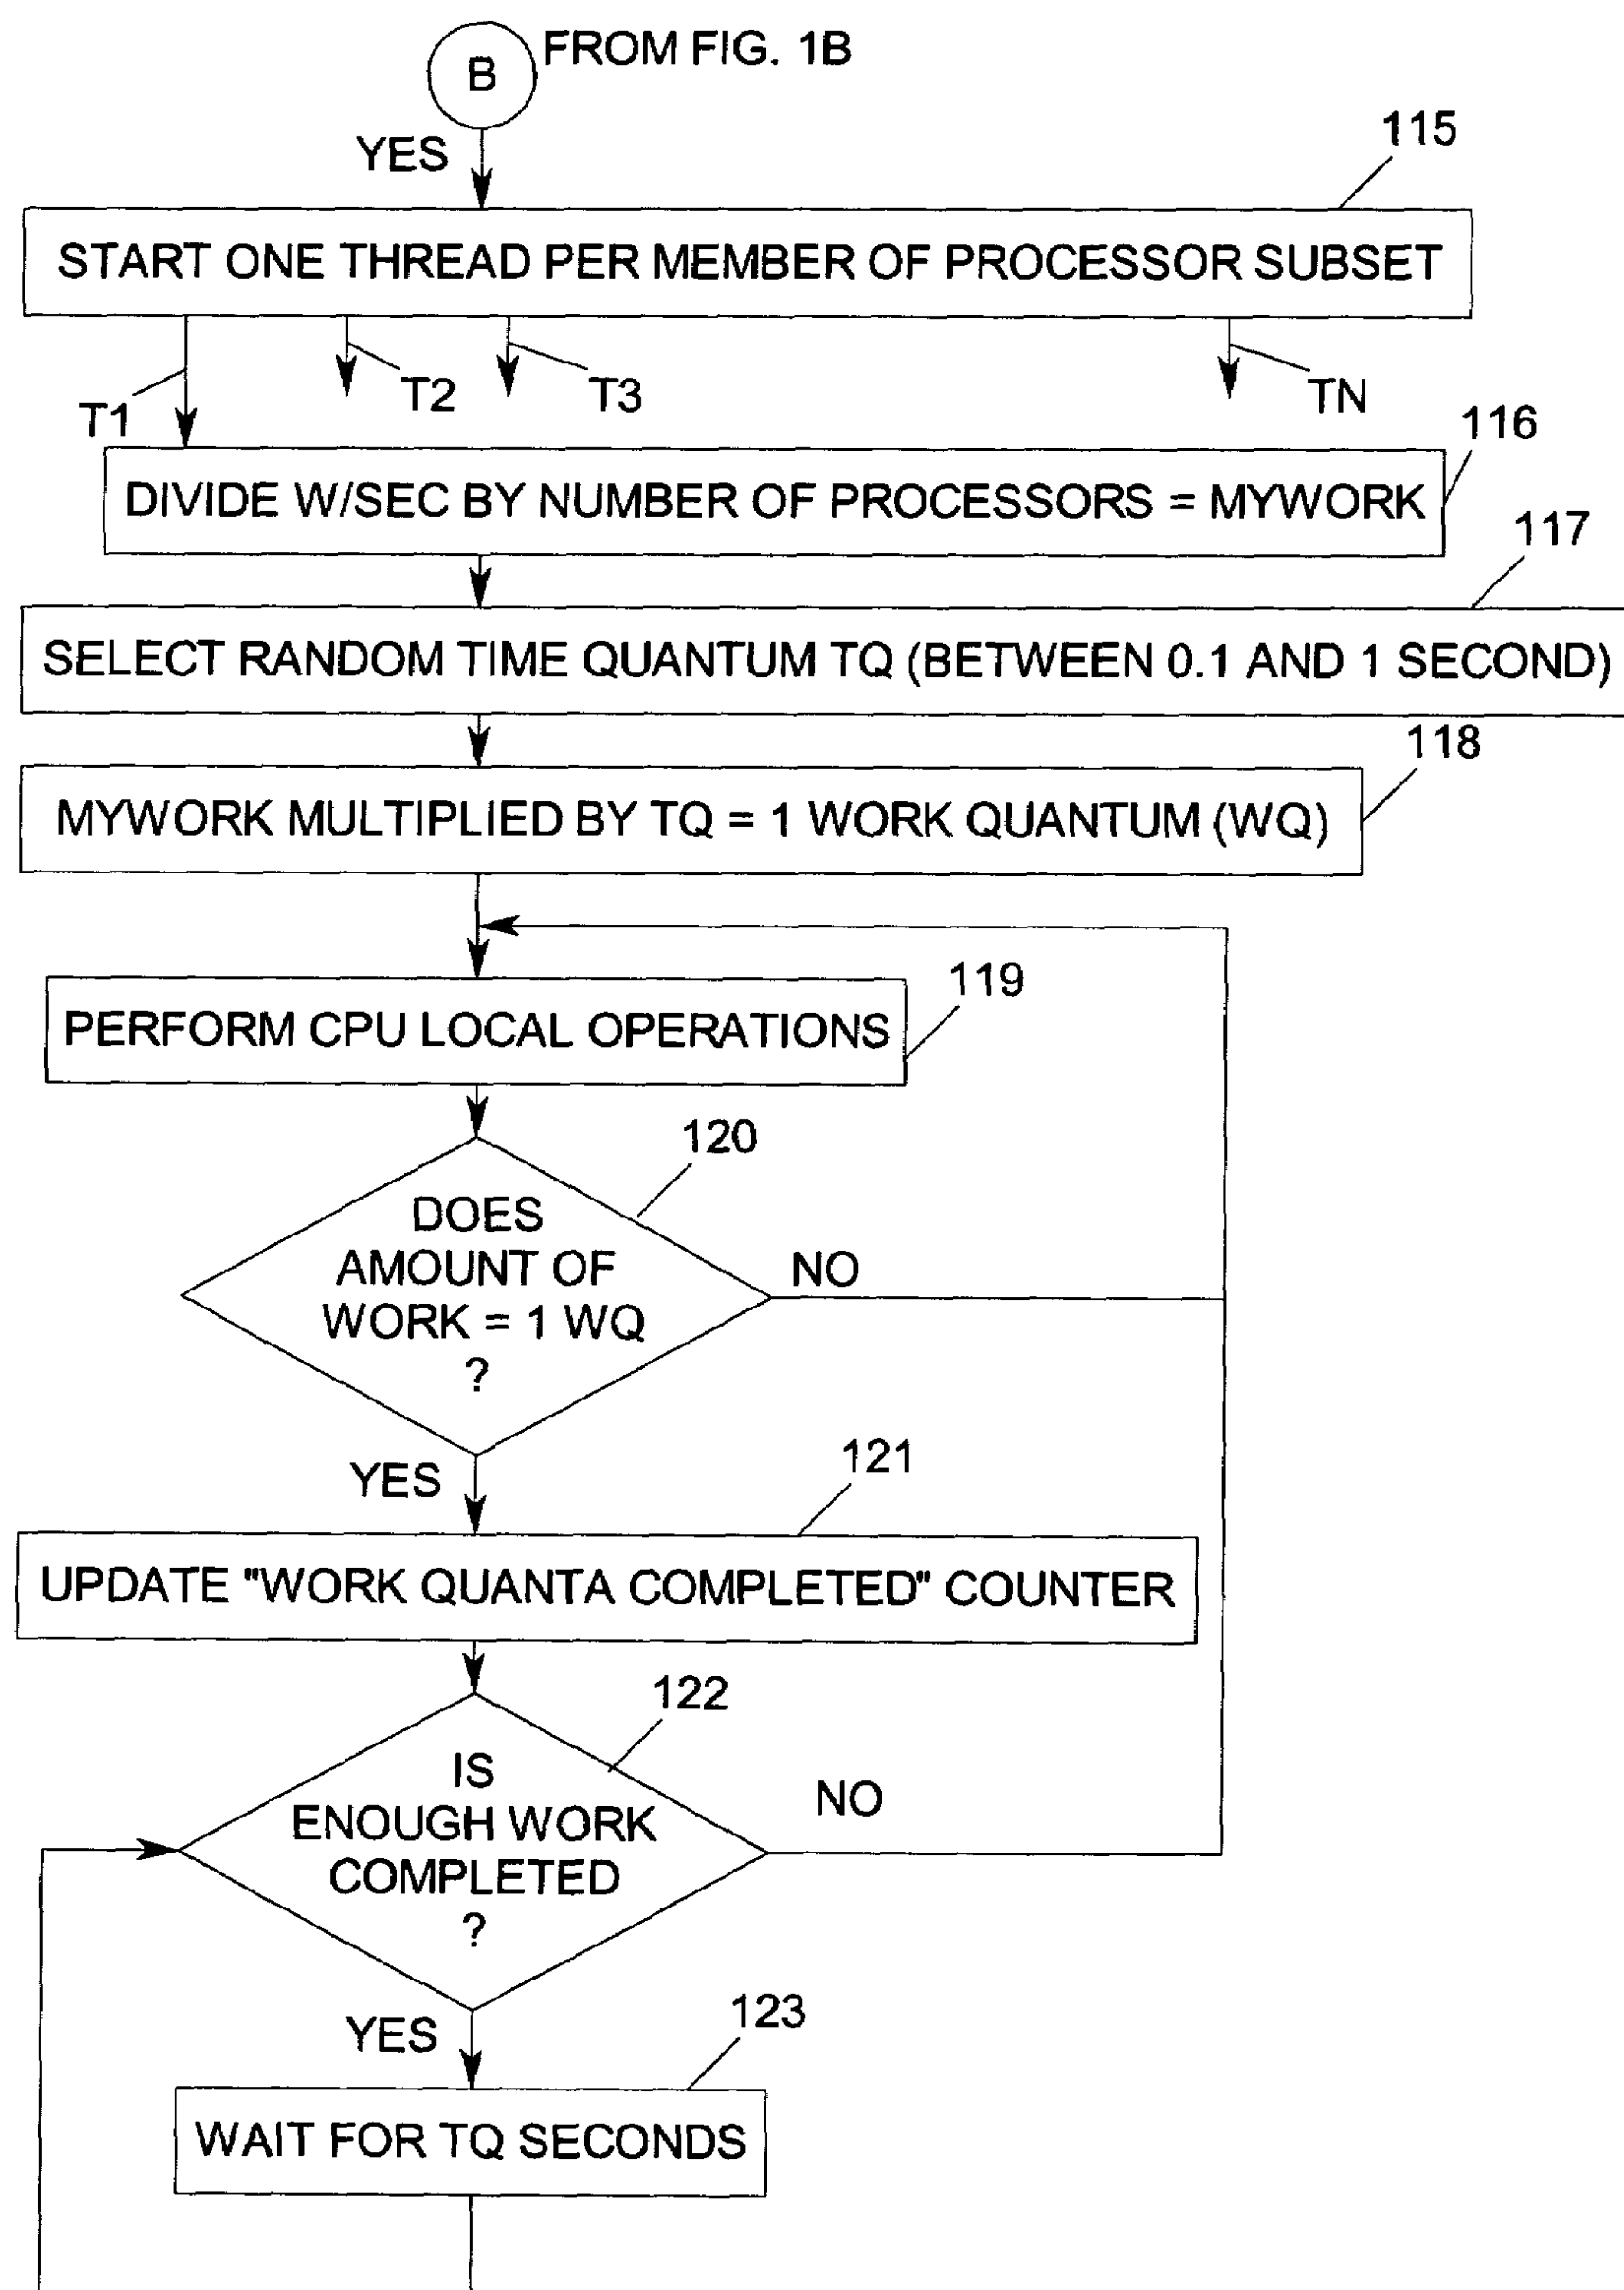 B
FROM FIG. 1B
YES
115
START ONE THREAD PER MEMBER OF PROCESSOR SUBSET
T1
T2
T3
TN
116
DIVIDE W/SEC BY NUMBER OF PROCESSORS = MYWORK
117
SELECT RANDOM TIME QUANTUM TQ (BETWEEN 0.1 AND 1 SECOND)
118
MYWORK MULTIPLIED BY TQ = 1 WORK QUANTUM (WQ)
119
PERFORM CPU LOCAL OPERATIONS
120
DOES
AMOUNT OF
WORK = 1 WQ
?
NO
YES
121
UPDATE "WORK QUANTA COMPLETED" COUNTER
122
IS
ENOUGH WORK
COMPLETED
?
NO
YES
123
WAIT FOR TQ SECONDS